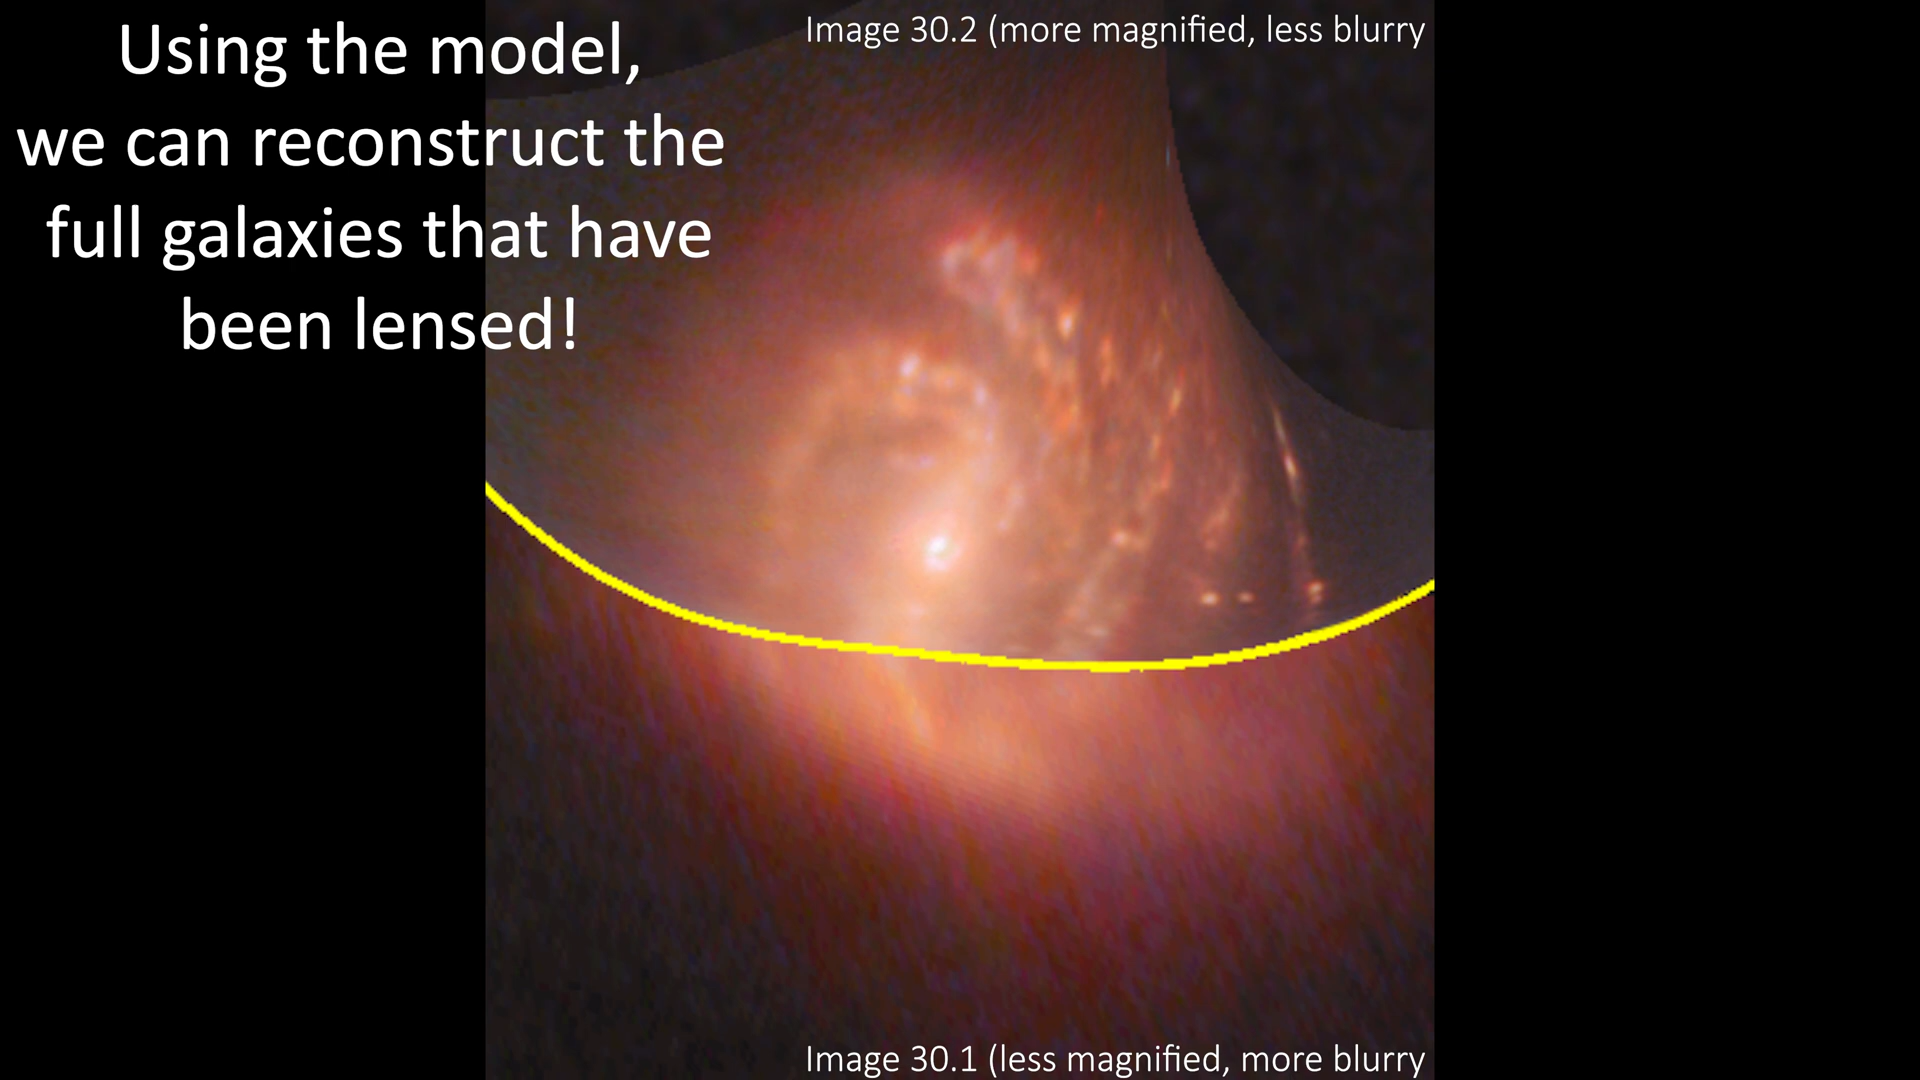 Using the model,
we can reconstruct the
full galaxies that have
been lensed!
Image 30.2 (more magnified, less blurry
Image 30.1 (less magnified, more blurry